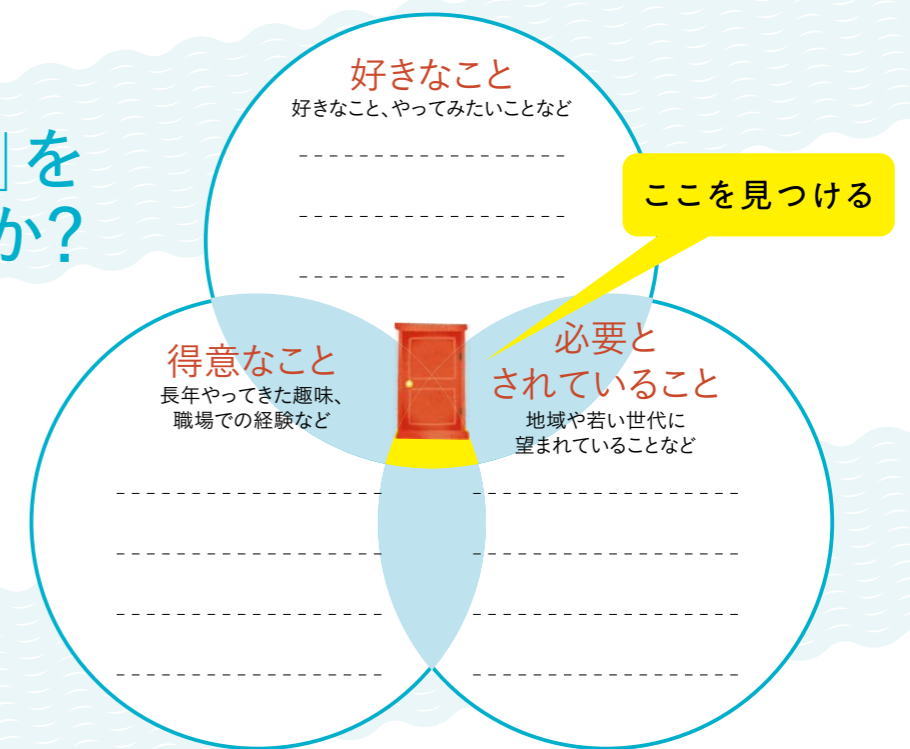 」を
か?
好きなこと
好きなこと、やってみたいことなど
ここを見つける
得意なこと
長年やってきた趣味、
職場での経験など
必要と
されていること
地域や若い世代に
望まれていることなど